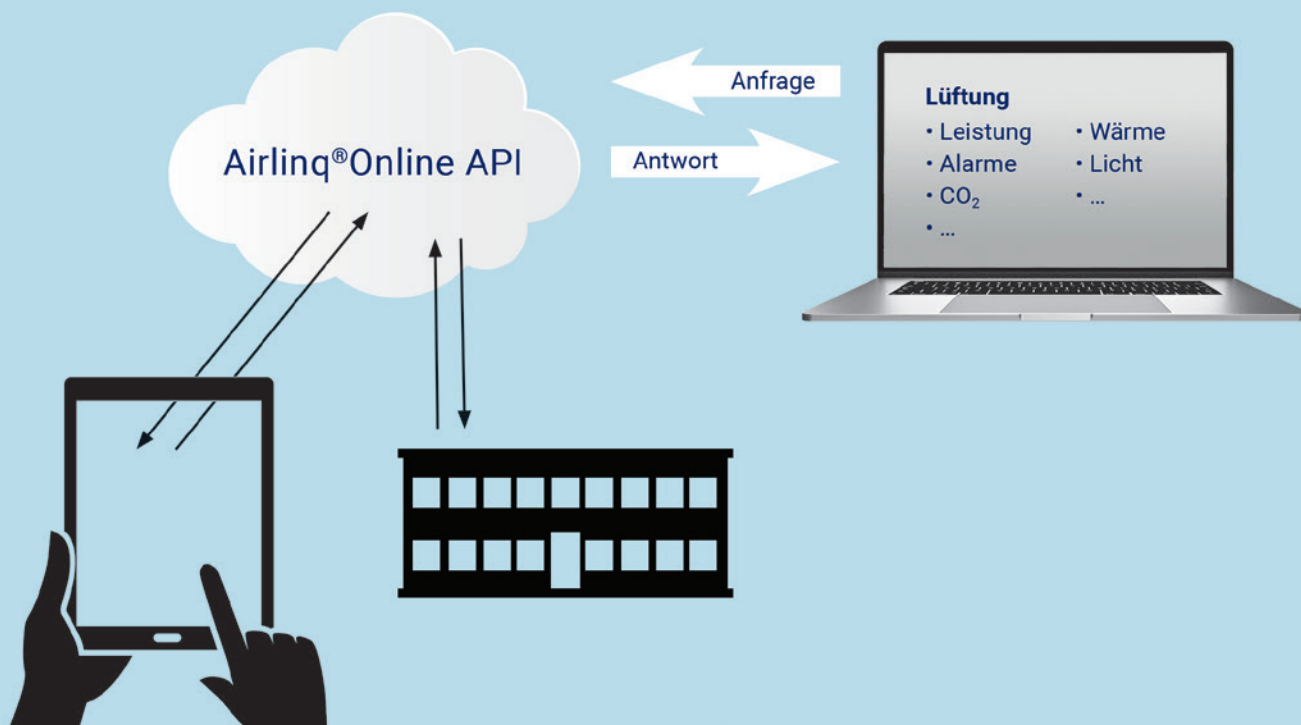 Airlinq®Online API
Anfrage
Antwort
Lüftung
• Leistung
• Alarme
• CO₂
• ...
• Wärme
• Licht
• ...